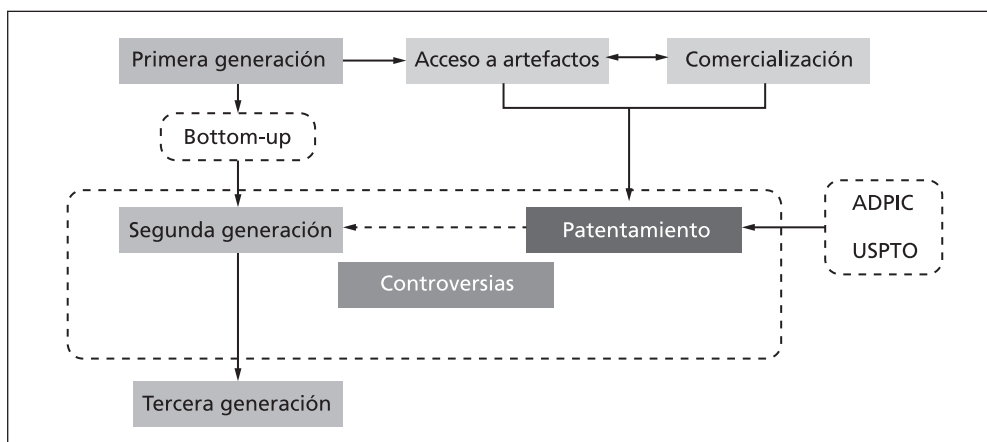 Primera generación
Acceso a artefactos
Comercialización
Bottom-up
Segunda generación
Patentamiento
ADPIC
USPTO
Controversias
Tercera generación